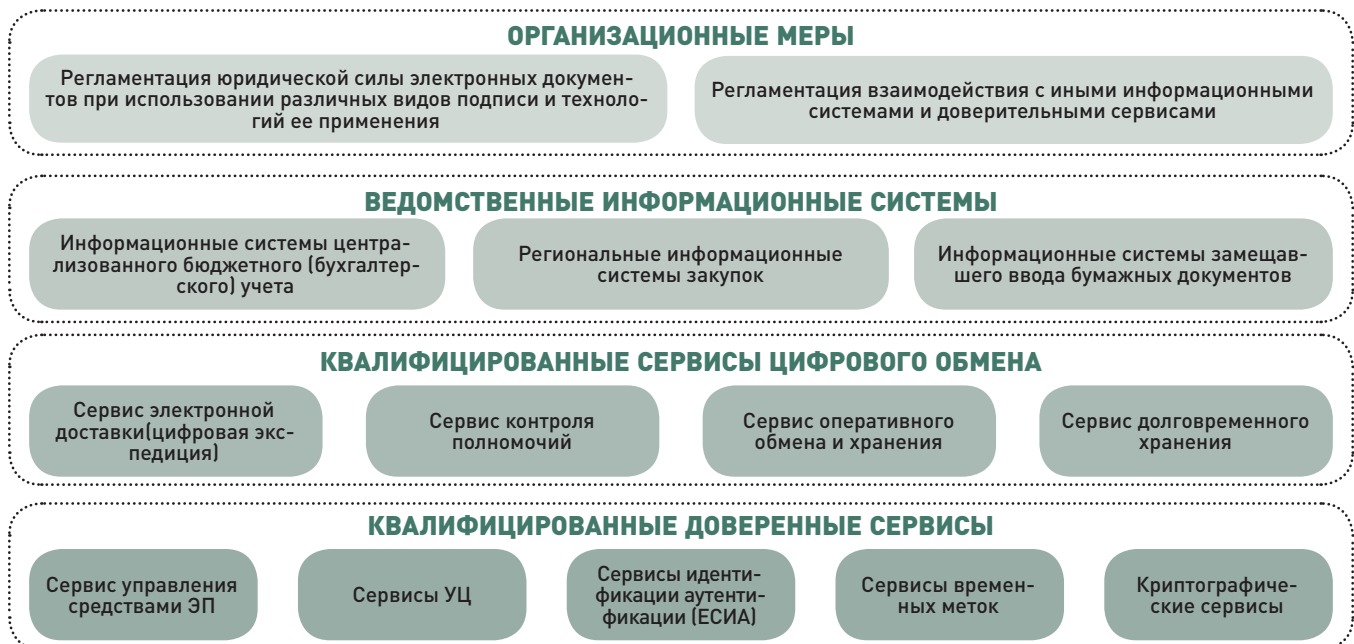 ОРГАНИЗАЦИОННЫЕ МЕРЫ
Регламентация юридической силы электронных докумен-
тов при использовании различных видов подписи и техноло-
гий ее применения
Регламентация взаимодействия с иными информационными
системами и доверительными сервисами
ВЕДОМСТВЕННЫЕ ИНФОРМАЦИОННЫЕ СИСТЕМЫ
Информационные системы центра-
лизованного бюджетного (бухгалтер-
ского) учета
Региональные информационные
системы закупок
Информационные системы замещав-
шего ввода бумажных документов
КВАЛИФИЦИРОВАННЫЕ СЕРВИСЫ ЦИФРОВОГО ОБМЕНА
Сервис электронной
доставки(цифровая экс-
педиция)
Сервис контроля
полномочий
Сервис оперативного
обмена и хранения
Сервис долговременного
хранения
КВАЛИФИЦИРОВАННЫЕ ДОВЕРЕННЫЕ СЕРВИСЫ
Сервис управления
средствами ЭП
Сервисы УЦ
Сервисы иденти-
фикации аутенти-
фикации (ЕСИА)
Сервисы времен-
ных меток
Криптографиче-
ские сервисы